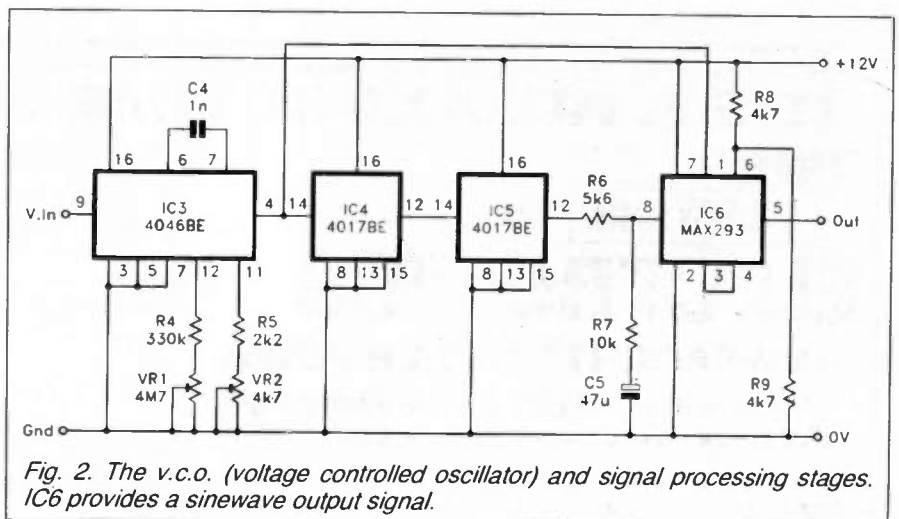 +12V
C4
1n
R8
4k7
16
6
7
16
16
7
1
6
V.In
9
IC3
4046BE
4
14
IC4
4017BE
12
14
IC5
4017BE
12
R6
5k6
8
IC6
MAX293
5
Out
3
5
7
12
11
8
13
15
8
13
15
2
3
4
R4
330k
R5
2k2
R7
10k
VR1
4M7
VR2
4k7
C5
47u
R9
4k7
Gnd
0V
Fig. 2. The v.c.o. (voltage controlled oscillator) and signal processing stages.
IC6 provides a sinewave output signal.